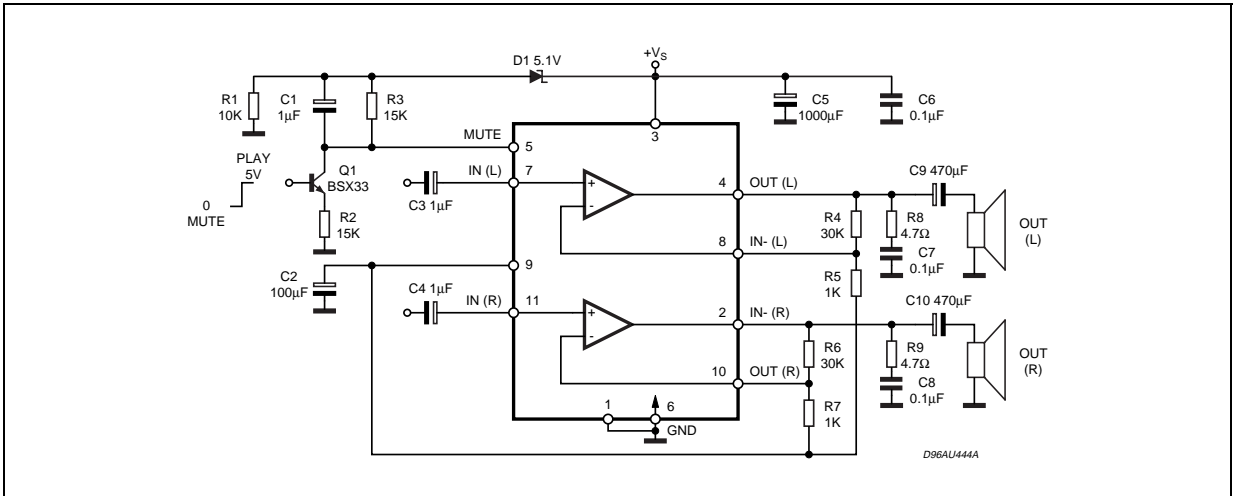 +VS
D1 5.1V
R1
10K
C1
1µF
R3
15K
C5
1000µF
C6
0.1µF
MUTE
5
3
PLAY
5V
0
MUTE
Q1
BSX33
R2
15K
IN (L)
7
C3 1µF
+
-
4
OUT (L)
8
IN- (L)
C9 470µF
R4
30K
R8
4.7Ω
C7
0.1µF
OUT
(L)
R5
1K
C2
100µF
9
C4 1µF
IN (R)
11
+
-
2
IN- (R)
10
OUT (R)
C10 470µF
R6
30K
R9
4.7Ω
C8
0.1µF
OUT
(R)
R7
1K
1
6
GND
D96AU444A